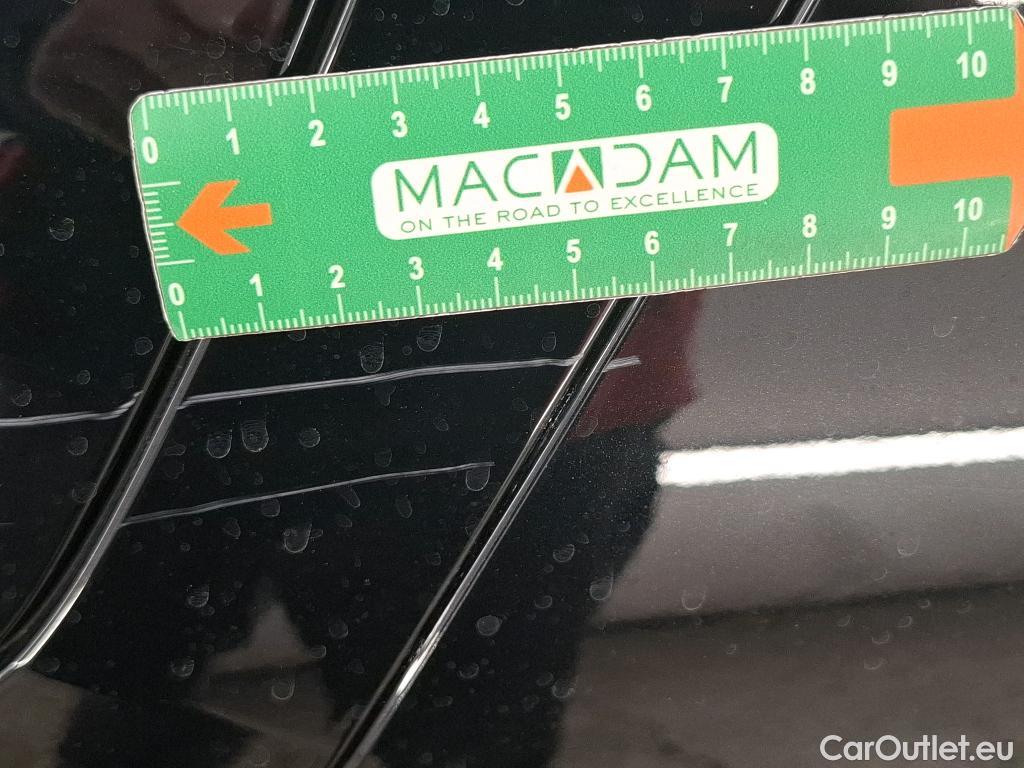 0 1 2 3 4 5 6 7 8 9 10
MACADAM
ON THE ROAD TO EXCELLENCE
0 1 2 3 4 5 6 7 8 9 10
CarOutlet.eu